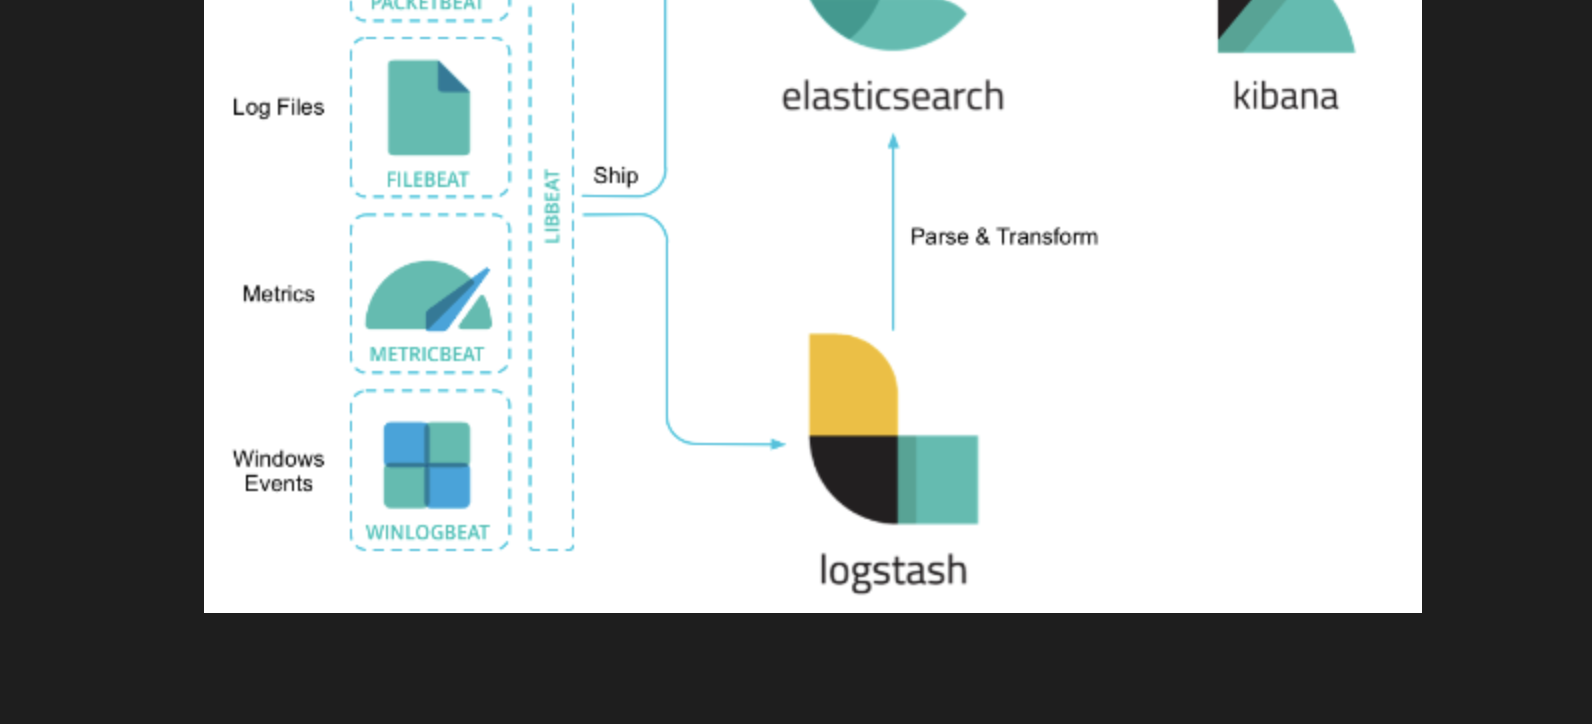 PACKETBEAT
Log Files
FILEBEAT
Metrics
METRICBEAT
Windows
Events
WINLOGBEAT
LIBBEAT
Ship
elasticsearch
kibana
Parse & Transform
logstash